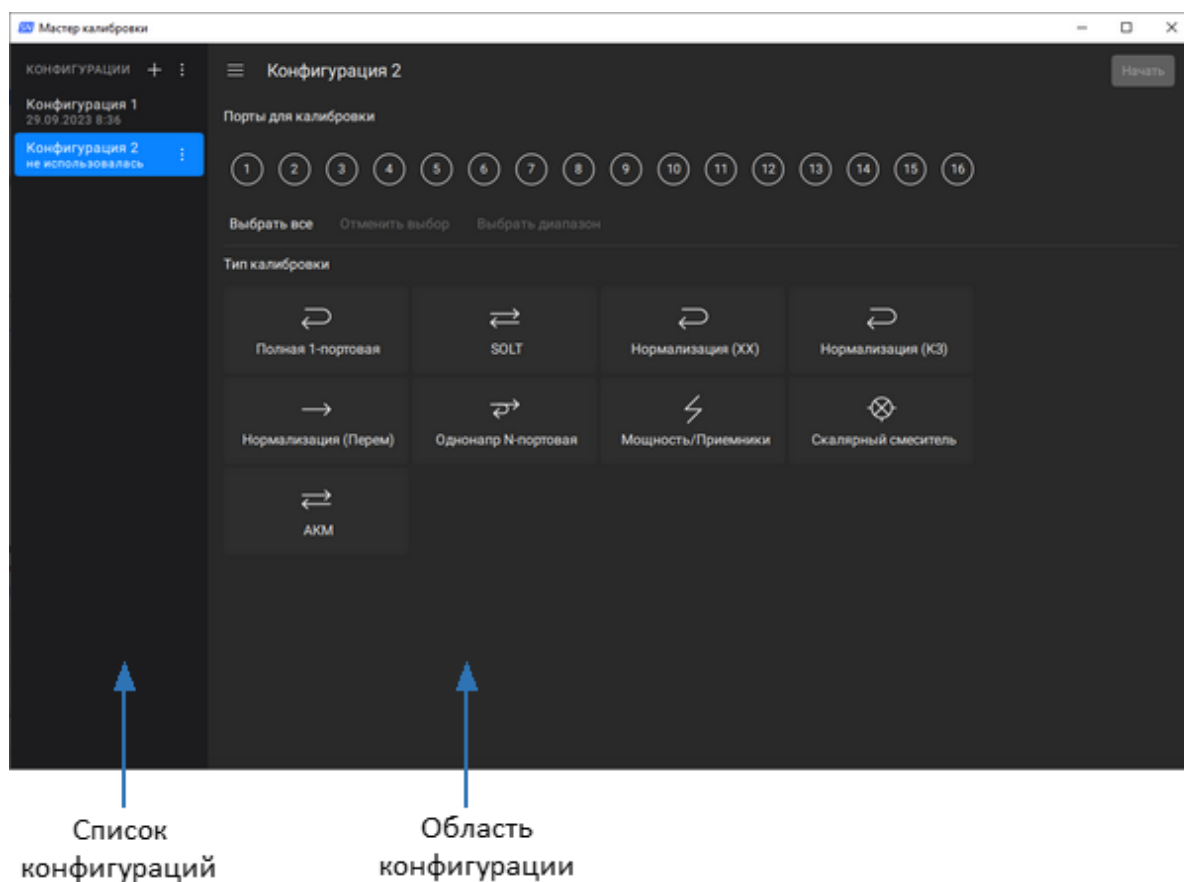 Мастер калибровки
КОНФИГУРАЦИИ
Конфигурация 1
29.09.2023 8:36
Конфигурация 2
не использовалась
Конфигурация 2
Начать
Порты для калибровки
1 2 3 4 5 6 7 8 9 10 11 12 13 14 15 16
Выбрать все Отменить выбор Выбрать диапазон
Тип калибровки
Полная 1-портовая SOLT Нормализация (ХХ) Нормализация (КЗ)
Нормализация (Перем) Однонапр N-портовая Мощность/Приемники Скалярный смеситель
АКМ
Список
конфигураций
Область
конфигурации